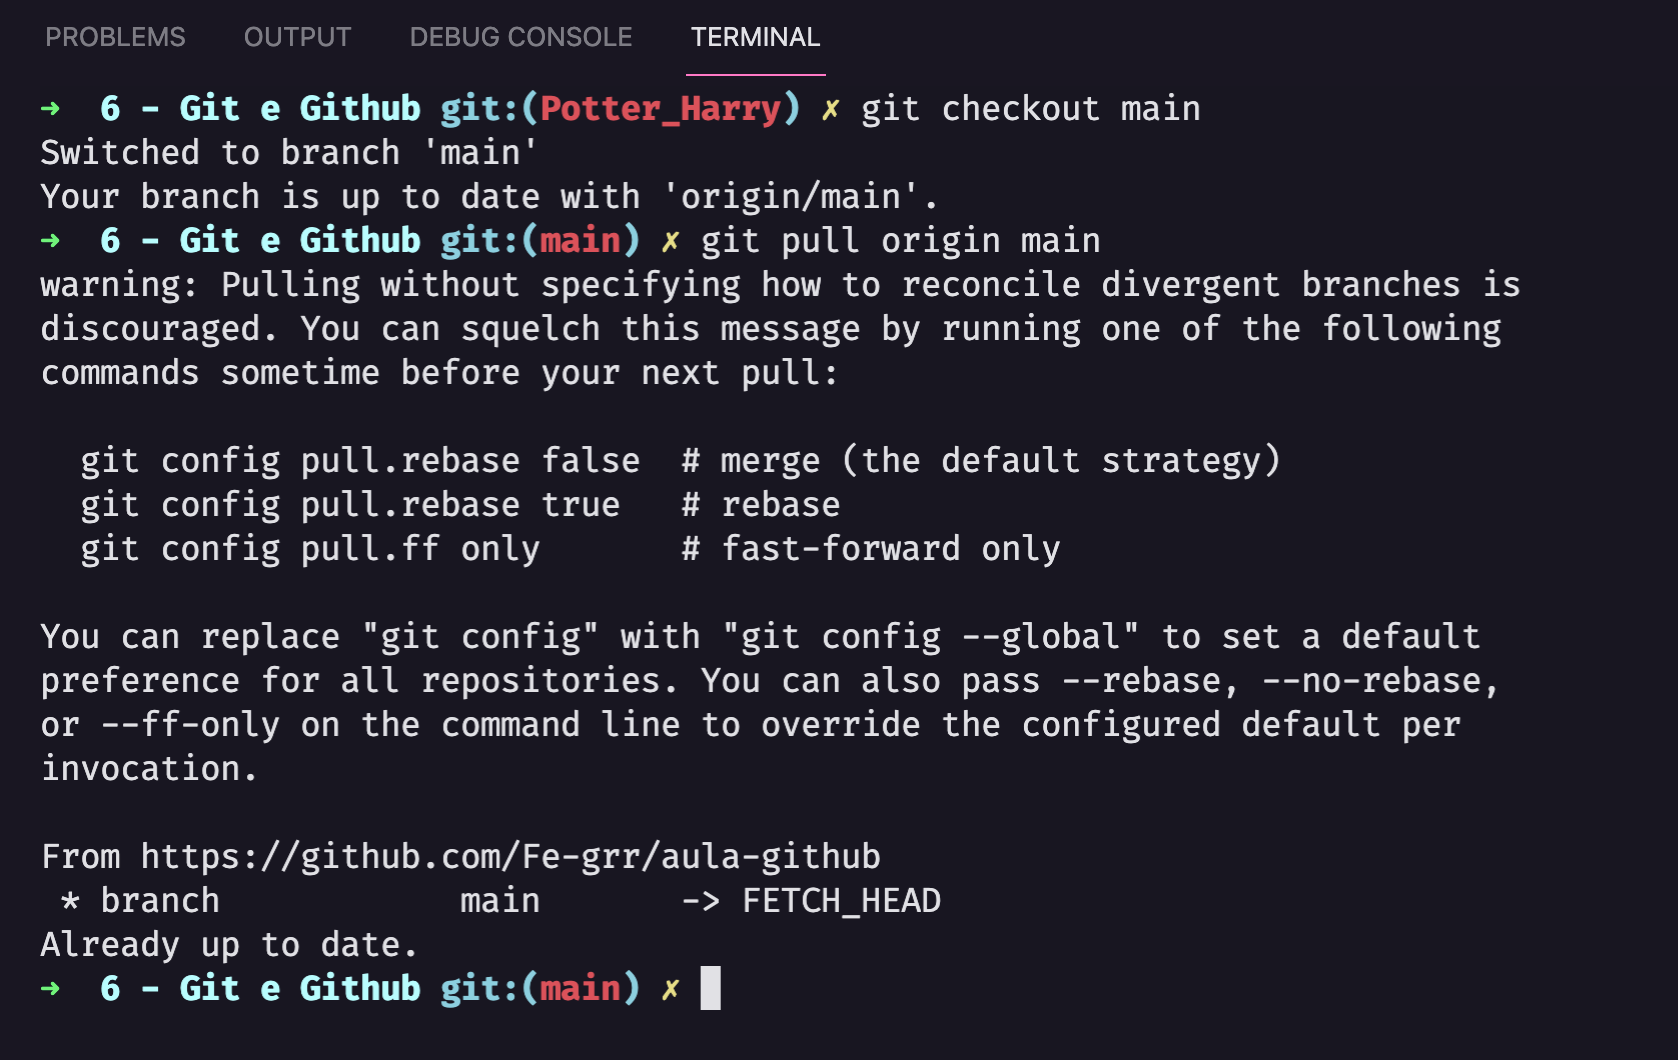 PROBLEMS OUTPUT DEBUG CONSOLE TERMINAL
➜ 6 - Git e Github git:(Potter_Harry) ✗ git checkout main
Switched to branch 'main'
Your branch is up to date with 'origin/main'.
➜ 6 - Git e Github git:(main) ✗ git pull origin main
warning: Pulling without specifying how to reconcile divergent branches is
discouraged. You can squelch this message by running one of the following
commands sometime before your next pull:
git config pull.rebase false # merge (the default strategy)
git config pull.rebase true # rebase
git config pull.ff only # fast-forward only
You can replace "git config" with "git config --global" to set a default
preference for all repositories. You can also pass --rebase, --no-rebase,
or --ff-only on the command line to override the configured default per
invocation.
From https://github.com/Fe-grr/aula-github
* branch main -> FETCH_HEAD
Already up to date.
➜ 6 - Git e Github git:(main) ✗